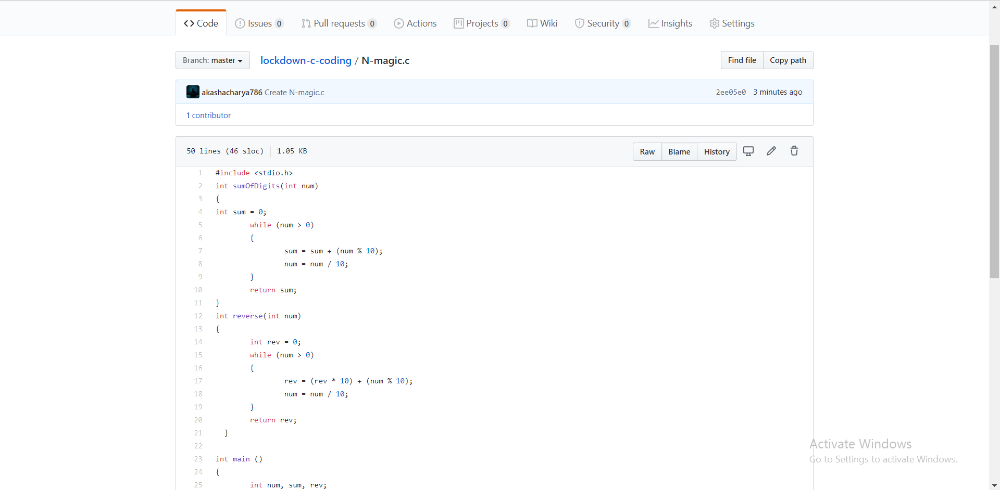 Code Issues 0 Pull requests 0 Actions Projects 0 Wiki Security 0 Insights Settings
Branch: master lockdown-c-coding / N-magic.c Find file Copy path
akashacharya786 Create N-magic.c 2ee05e0 3 minutes ago
1 contributor
50 lines (46 sloc) 1.05 KB Raw Blame History
1 #include <stdio.h>
2 int sumOfDigits(int num)
3 {
4 int sum = 0;
5 while (num > 0)
6 {
7 sum = sum + (num % 10);
8 num = num / 10;
9 }
10 return sum;
11 }
12 int reverse(int num)
13 {
14 int rev = 0;
15 while (num > 0)
16 {
17 rev = (rev * 10) + (num % 10);
18 num = num / 10;
19 }
20 return rev;
21 }
22
23 int main ()
24 {
25 int num, sum, rev;
Activate Windows
Go to Settings to activate Windows.